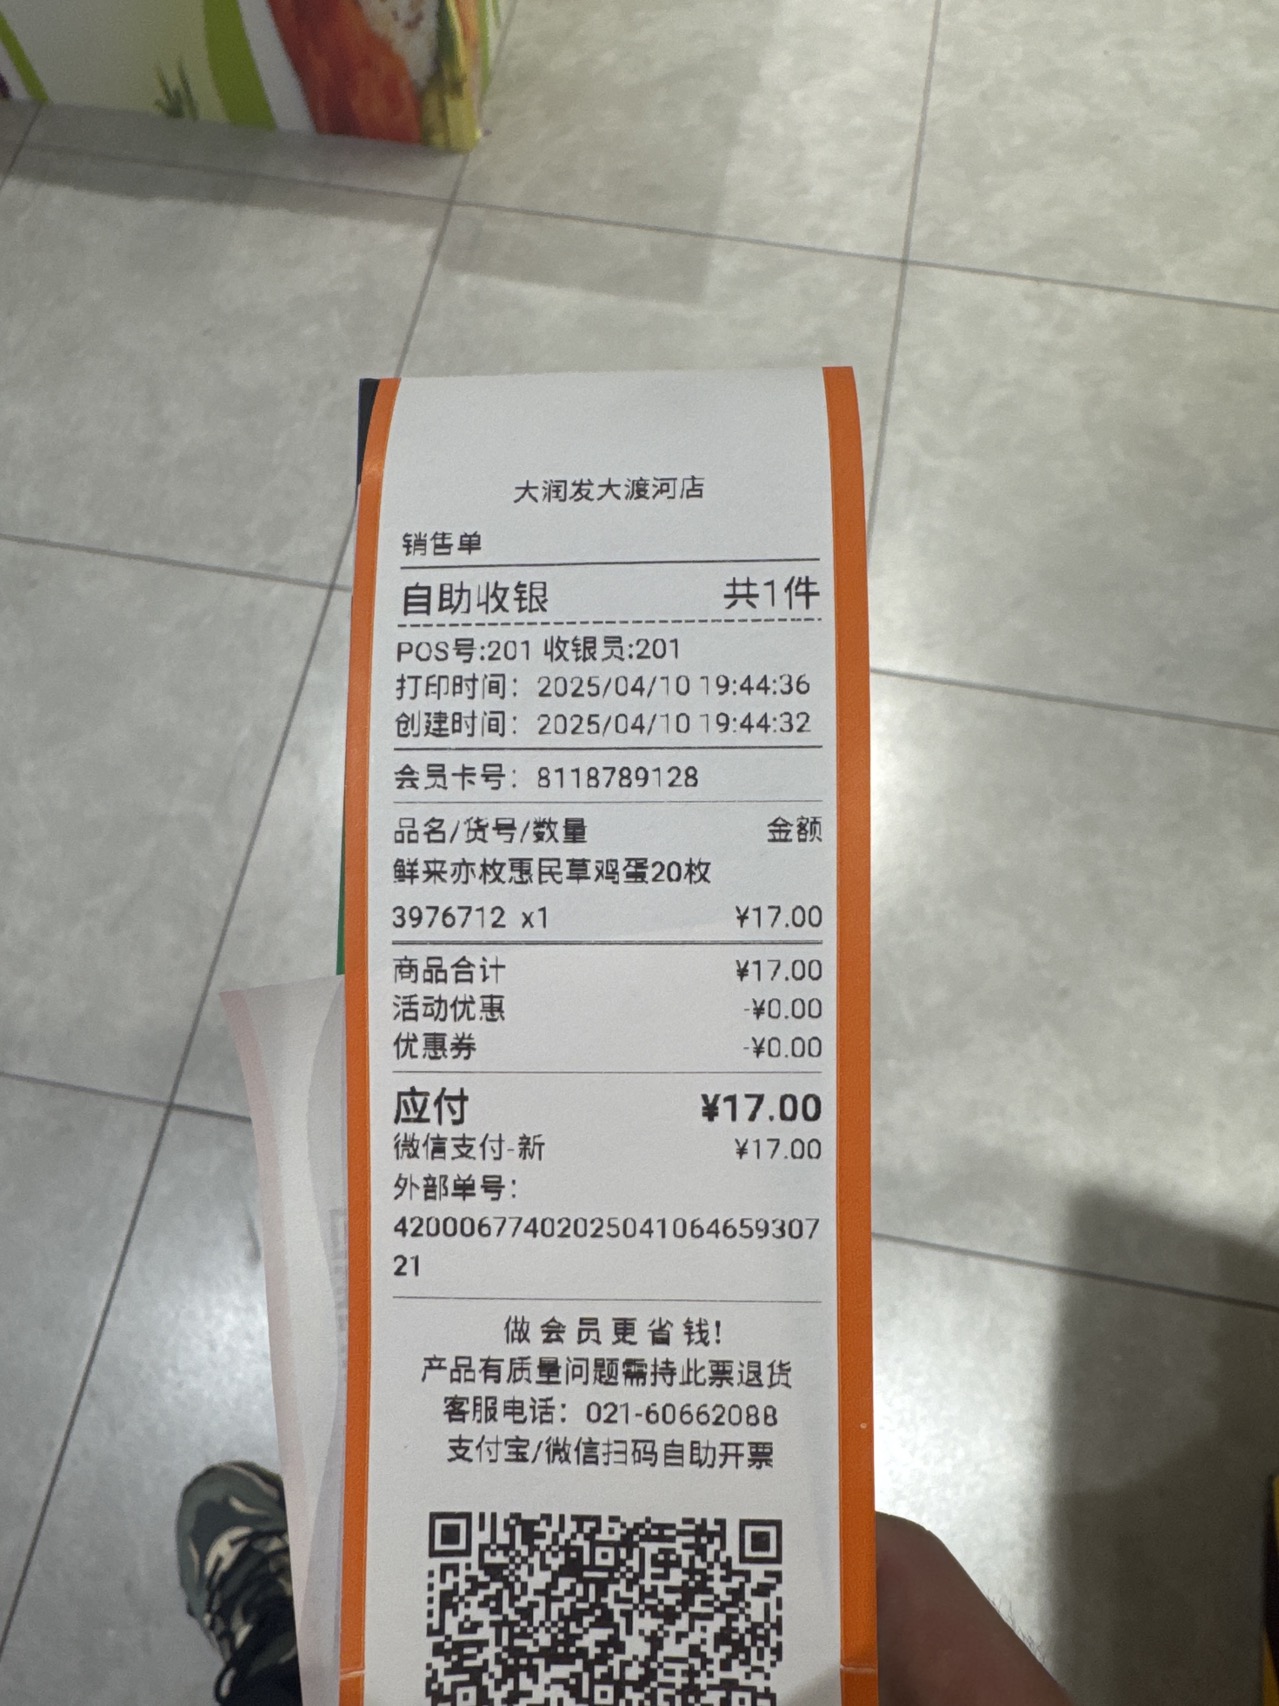 大润发大渡河店
销售单
自助收银 共1件
POS号:201 收银员:201
打印时间：2025/04/10 19:44:36
创建时间：2025/04/10 19:44:32
会员卡号：8118789128
品名/货号/数量 金额
鲜来亦枚惠民草鸡蛋20枚
3976712 x1 ¥17.00
商品合计 ¥17.00
活动优惠 -¥0.00
优惠券 -¥0.00
应付 ¥17.00
微信支付-新 ¥17.00
外部单号：
42000677402025041064659307
21
做会员更省钱!
产品有质量问题需持此票退货
客服电话：021-60662088
支付宝/微信扫码自助开票